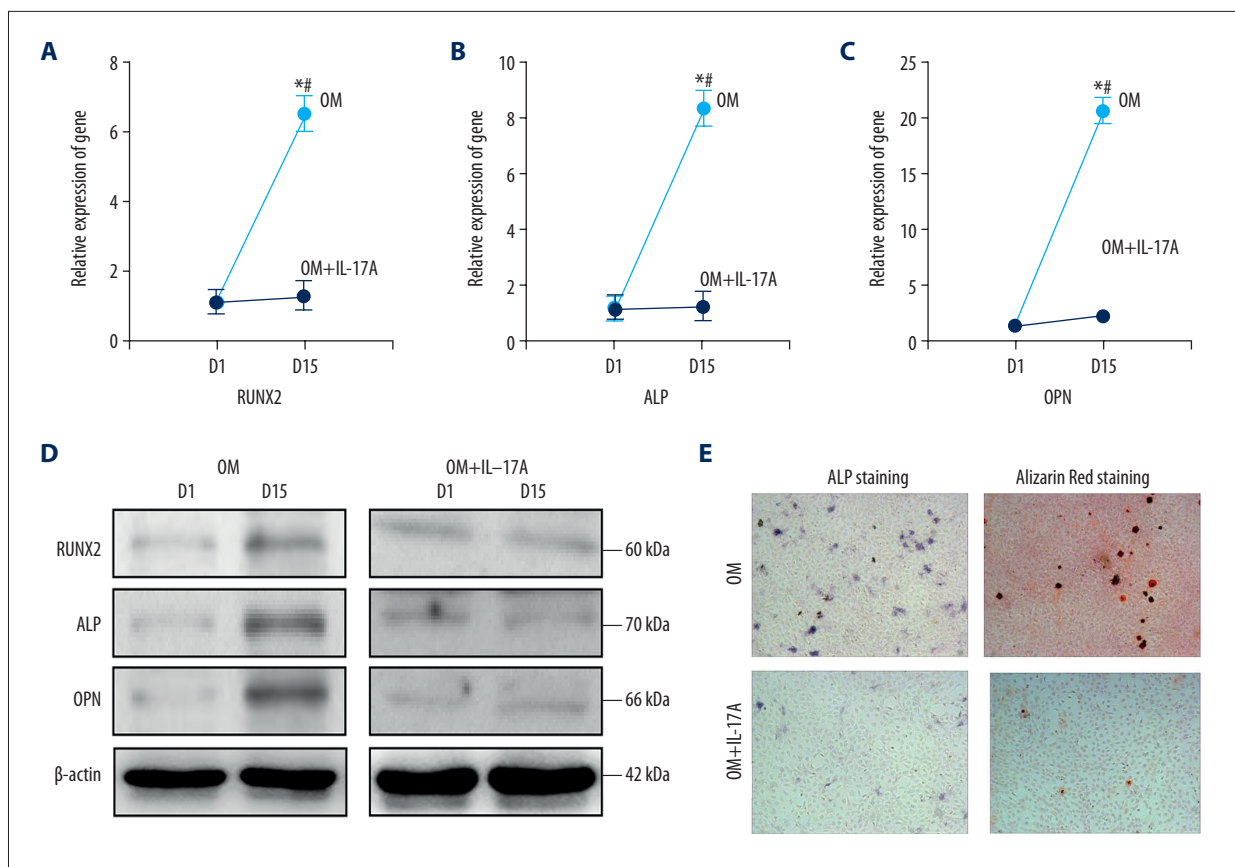 A
Relative expression of gene
8
6
4
2
0
*#
OM
OM+IL-17A
D1 D15
RUNX2
B
Relative expression of gene
10
8
6
4
2
0
*#
OM
OM+IL-17A
D1 D15
ALP
C
Relative expression of gene
25
20
15
10
5
0
*#
OM
OM+IL-17A
D1 D15
OPN
D
OM OM+IL–17A
D1 D15 D1 D15
RUNX2 60 kDa
ALP 70 kDa
OPN 66 kDa
β-actin 42 kDa
E
ALP staining Alizarin Red staining
OM
OM+IL-17A